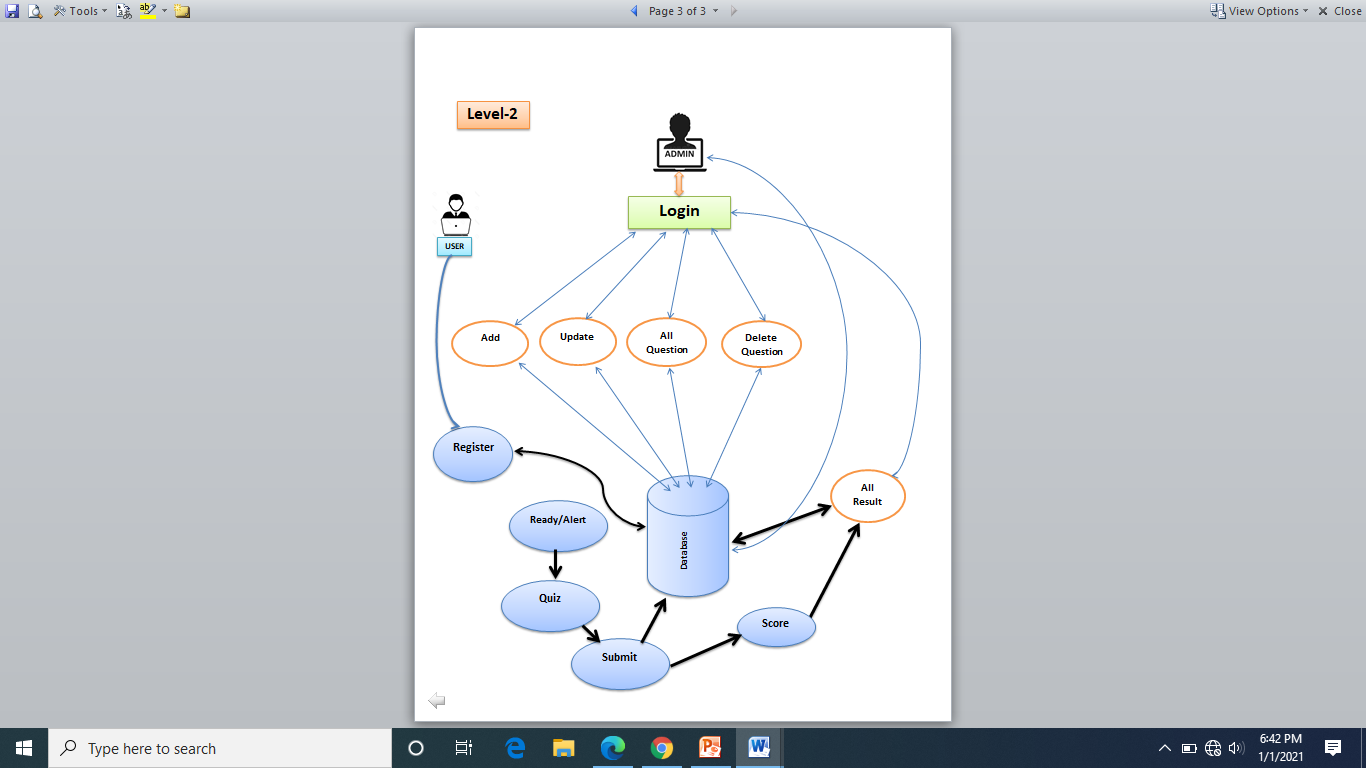 Tools
Page 3 of 3
View Options
Close
Level-2
ADMIN
Login
USER
Add
Update
All
Question
Delete
Question
Register
All
Result
Ready/Alert
Database
Quiz
Score
Submit
Type here to search
6:42 PM
1/1/2021